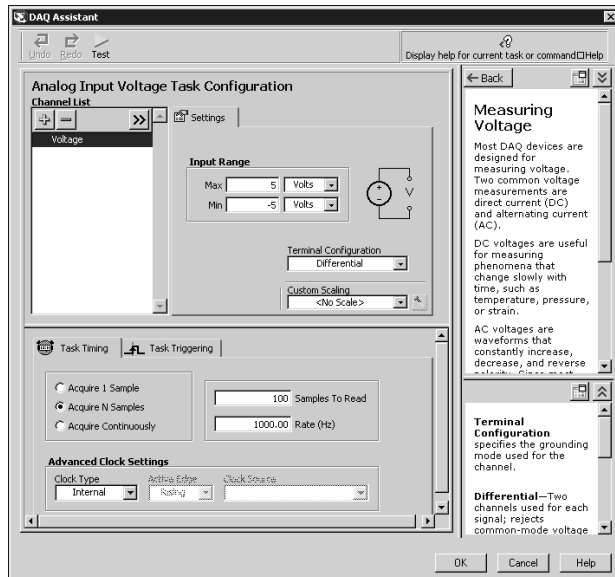 DAQ Assistant
Undo Redo Test
Display help for current task or command□Help
Analog Input Voltage Task Configuration
Channel List
Voltage
Settings
Input Range
Max 5 Volts
Min -5 Volts
V
Terminal Configuration
Differential
Custom Scaling
<No Scale>
Task Timing Task Triggering
Acquire 1 Sample
Acquire N Samples
Acquire Continuously
100 Samples To Read
1000.00 Rate (Hz)
Advanced Clock Settings
Clock Type Active Edge Clock Source
Internal Rising
Back
Measuring
Voltage
Most DAQ devices are
designed for
measuring voltage.
Two common voltage
measurements are
direct current (DC)
and alternating current
(AC).
DC voltages are useful
for measuring
phenomena that
change slowly with
time, such as
temperature, pressure,
or strain.
AC voltages are
waveforms that
constantly increase,
decrease, and reverse
polarity. Since most
Terminal
Configuration
specifies the grounding
mode used for the
channel.
Differential—Two
channels used for each
signal; rejects
common-mode voltage
OK Cancel Help